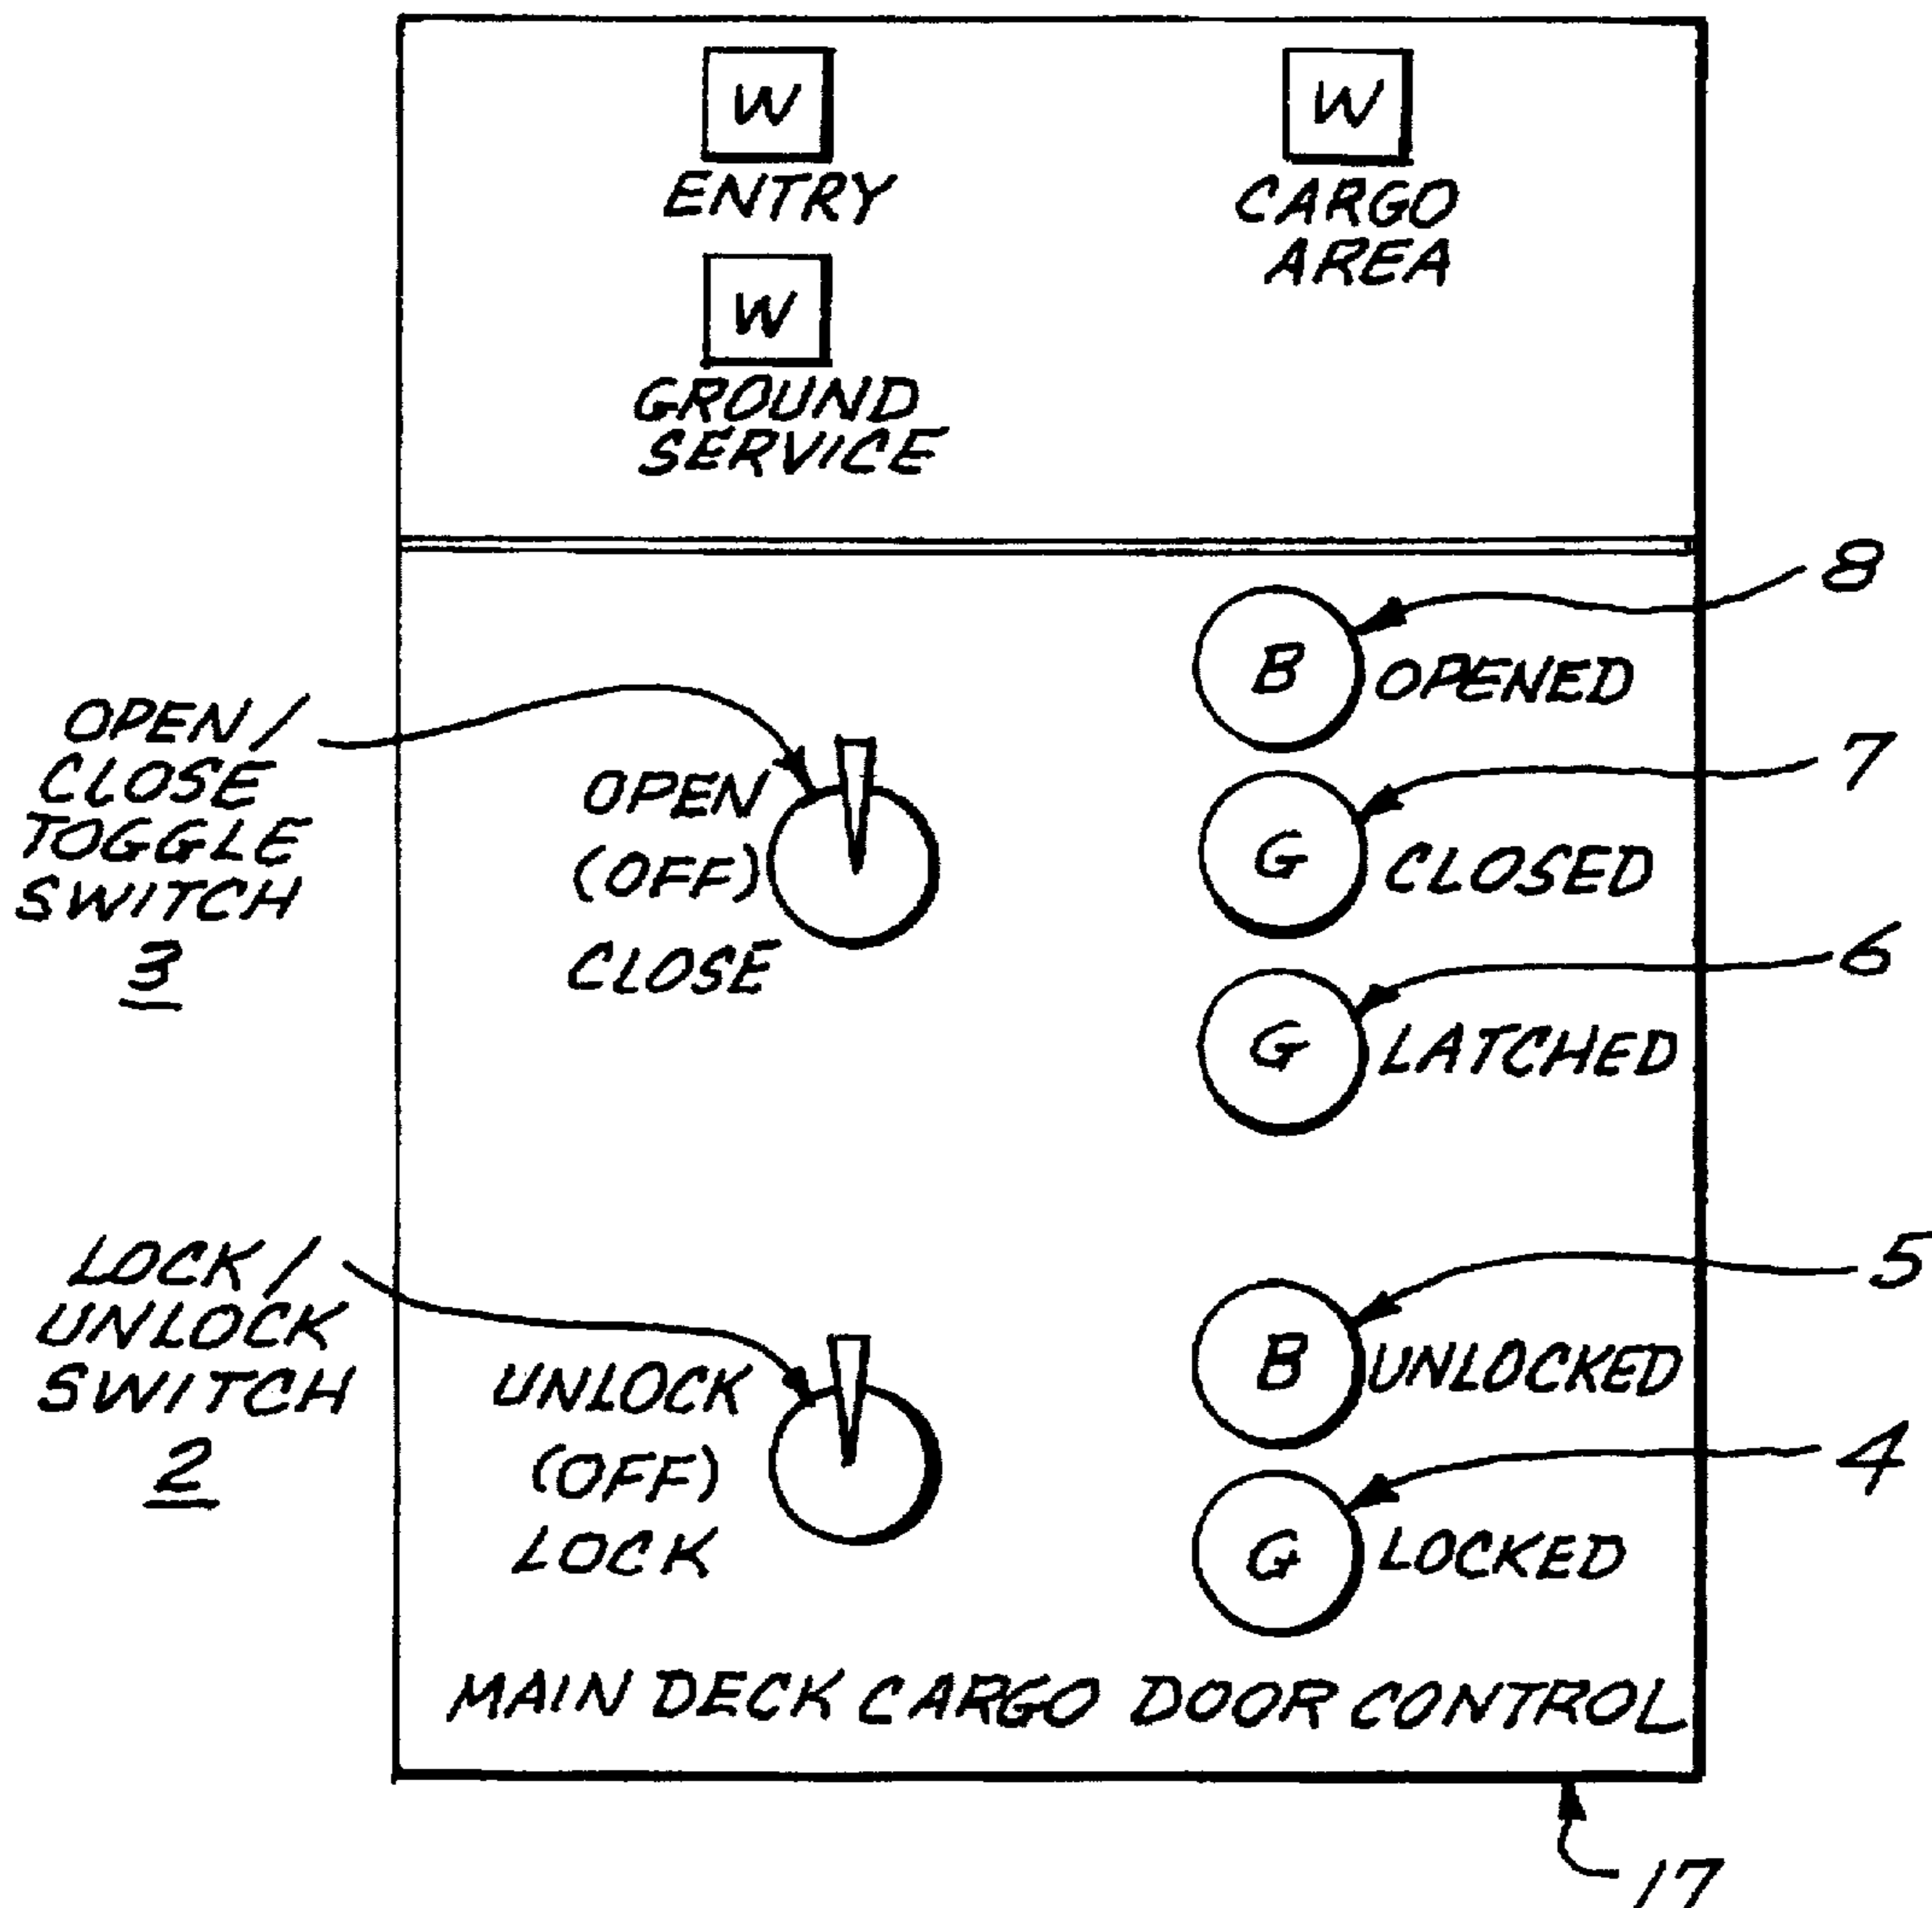 W
W
ENTRY
CARGO
AREA
W
GROUND
SERVICE
8
B OPENED
OPEN/
CLOSE
TOGGLE
SWITCH
3
OPEN
(OFF)
CLOSE
7
G CLOSED
6
G LATCHED
LOCK/
UNLOCK
SWITCH
2
UNLOCK
(OFF)
LOCK
5
B UNLOCKED
4
G LOCKED
MAIN DECK CARGO DOOR CONTROL
17